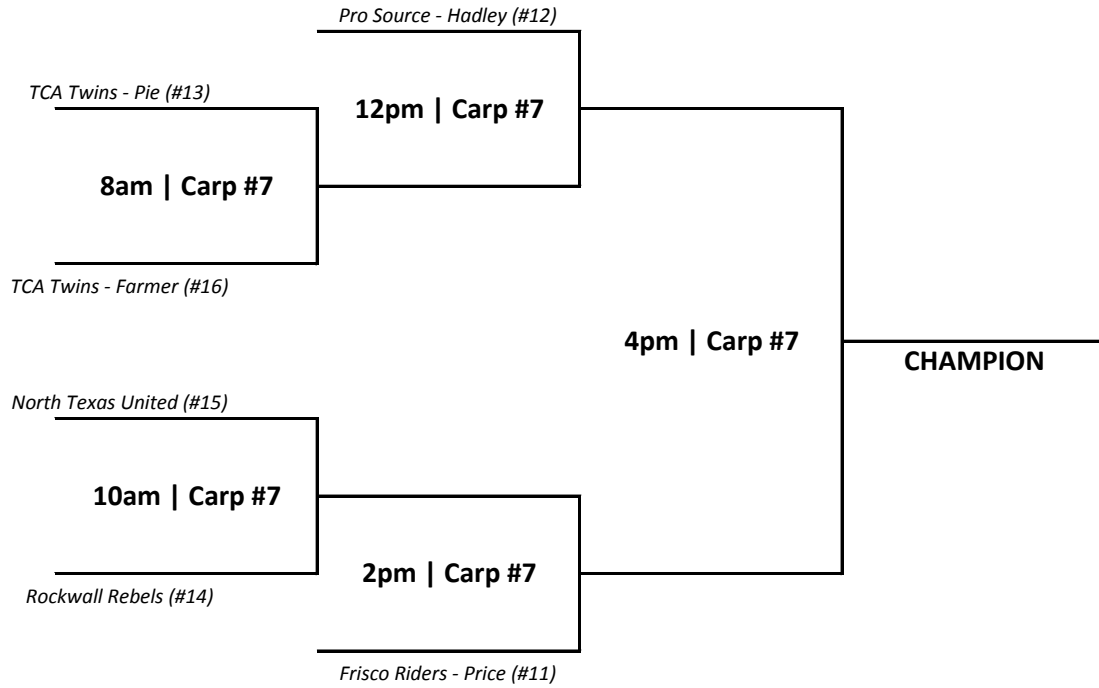 Pro Source - Hadley (#12)
TCA Twins - Pie (#13)
12pm | Carp #7
8am | Carp #7
TCA Twins - Farmer (#16)
4pm | Carp #7
CHAMPION
North Texas United (#15)
10am | Carp #7
2pm | Carp #7
Rockwall Rebels (#14)
Frisco Riders - Price (#11)